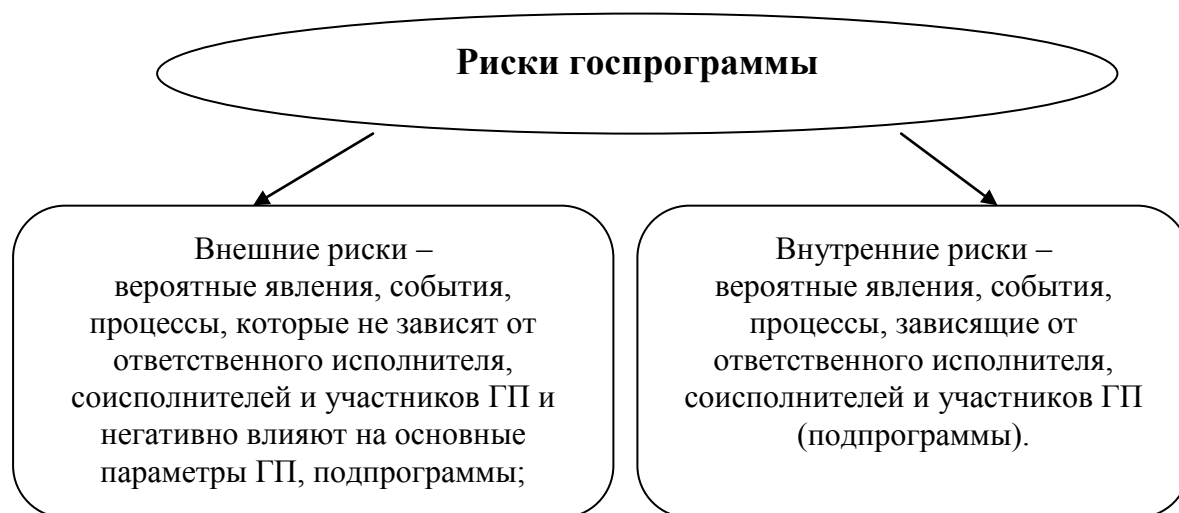 Риски госпрограммы
Внешние риски –
вероятные явления, события,
процессы, которые не зависят от
ответственного исполнителя,
соисполнителей и участников ГП и
негативно влияют на основные
параметры ГП, подпрограммы;
Внутренние риски –
вероятные явления, события,
процессы, зависящие от
ответственного исполнителя,
соисполнителей и участников ГП
(подпрограммы).